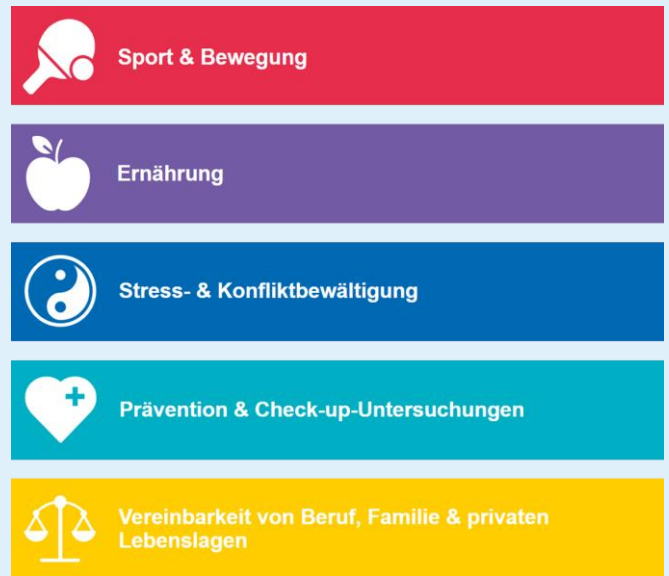 Sport & Bewegung
Ernährung
Stress- & Konfliktbewältigung
Prävention & Check-up-Untersuchungen
Vereinbarkeit von Beruf, Familie & privaten
Lebenslagen